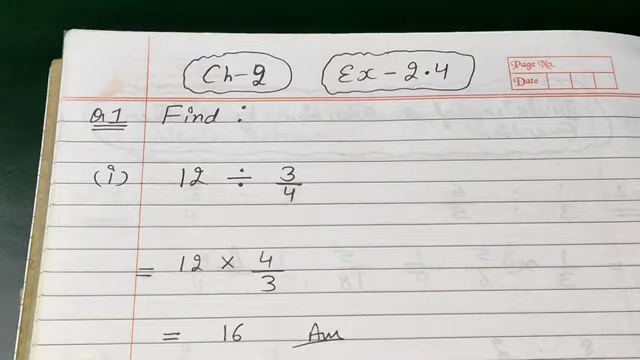 Ch-2 Ex-2.4 Page No.
Date
Q1 Find :
(i) 12 ÷ 3/4
= 12 × 4/3
= 16 Ans